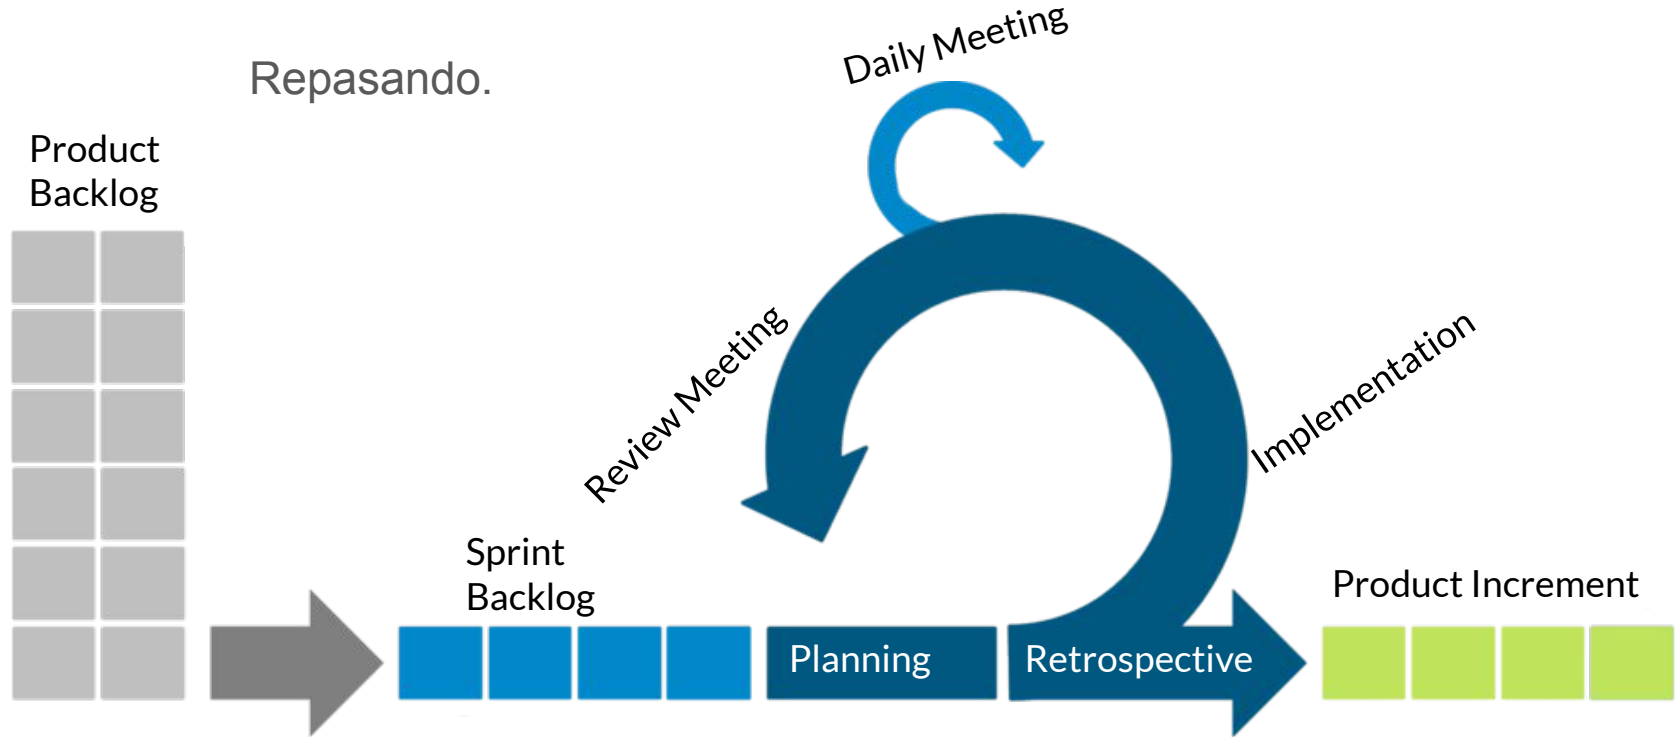 Repasando.
Daily Meeting
Product
Backlog
Review Meeting
Implementation
Sprint
Backlog
Product Increment
Planning
Retrospective